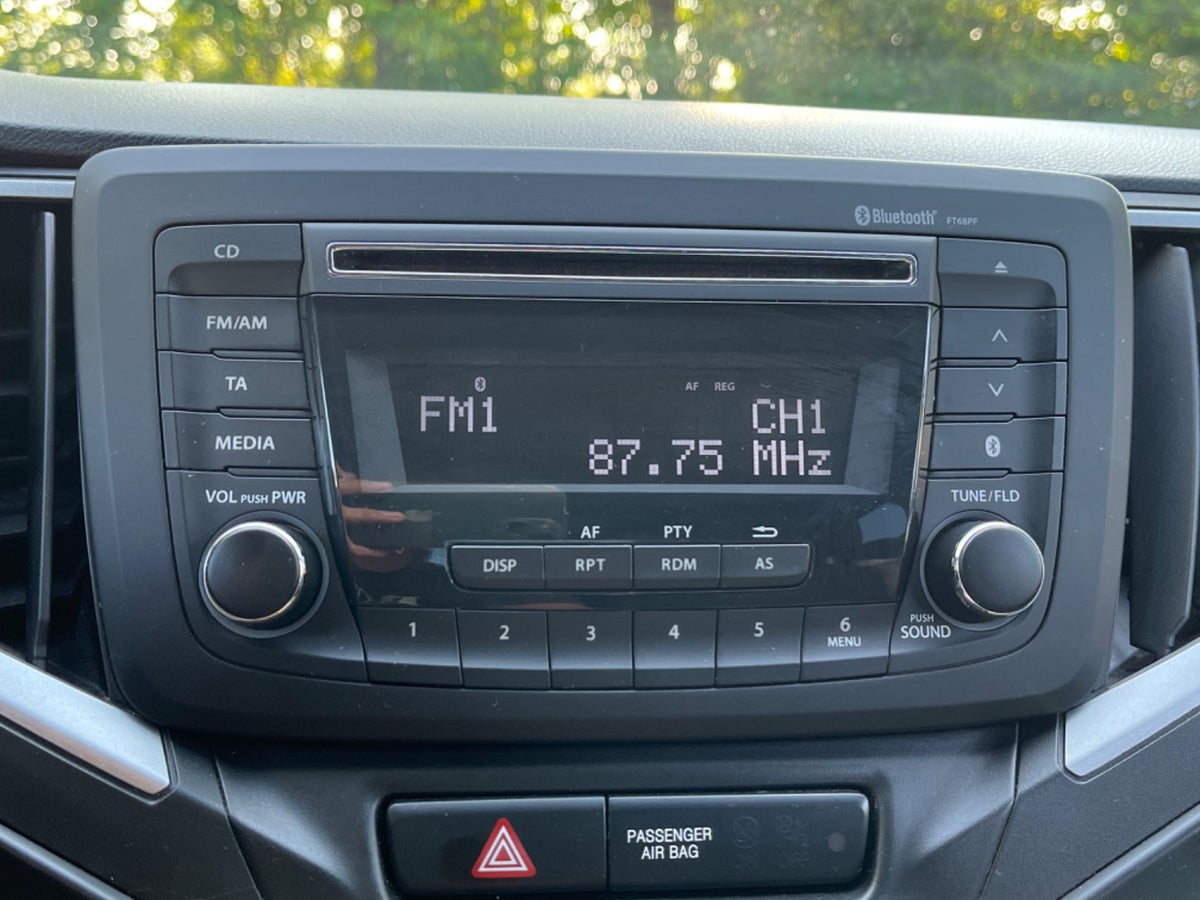 Bluetooth® FT68PF
CD
FM/AM
TA
MEDIA
VOL PUSH PWR
AF REG
FM1 CH1
87.75 MHz
AF PTY
DISP RPT RDM AS
1 2 3 4 5 6
MENU
TUNE/FLD
PUSH
SOUND
PASSENGER
AIR BAG